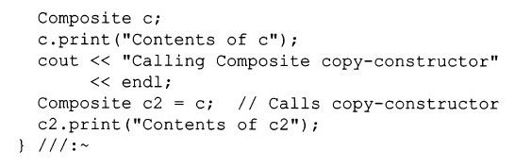 Composite c;
c.print("Contents of c");
cout << "Calling Composite copy-constructor"
<< endl;
Composite c2 = c;  // Calls copy-constructor
c2.print("Contents of c2");
} ///:~